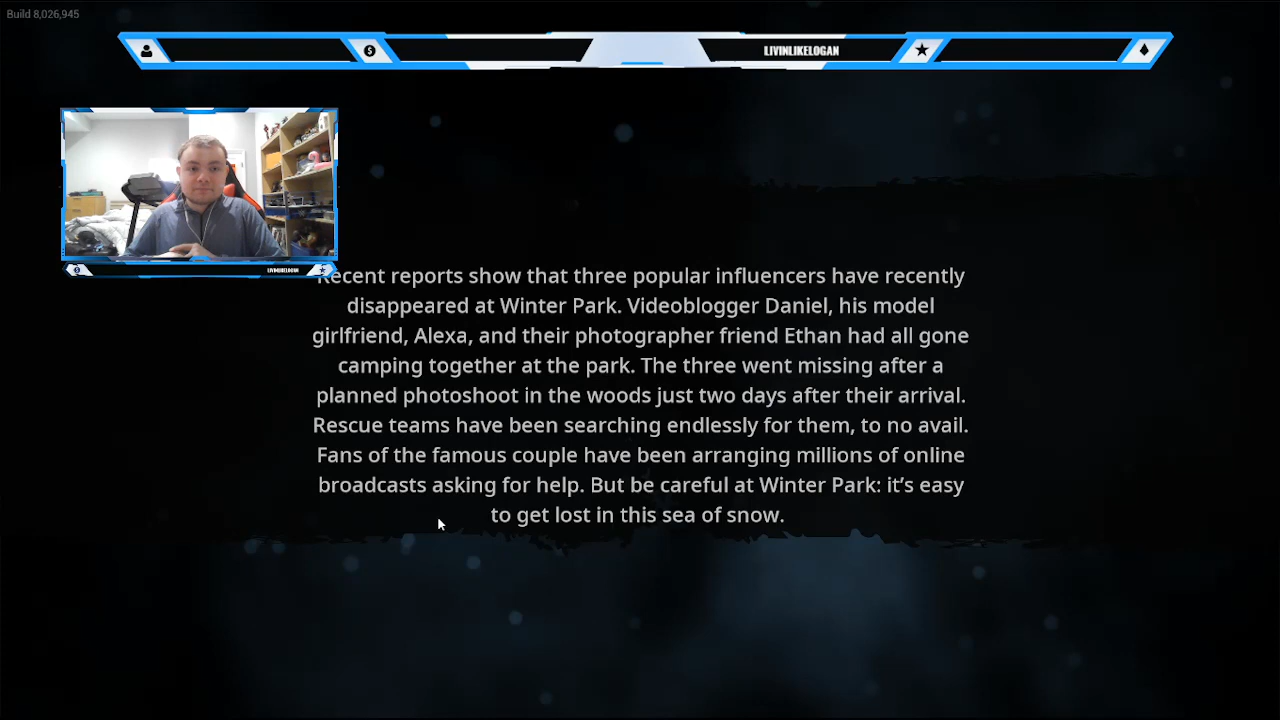 Build 8,026,945
LIVINLIKELOGAN
LIVINLIKELOGAN
Recent reports show that three popular influencers have recently
disappeared at Winter Park. Videoblogger Daniel, his model
girlfriend, Alexa, and their photographer friend Ethan had all gone
camping together at the park. The three went missing after a
planned photoshoot in the woods just two days after their arrival.
Rescue teams have been searching endlessly for them, to no avail.
Fans of the famous couple have been arranging millions of online
broadcasts asking for help. But be careful at Winter Park: it’s easy
to get lost in this sea of snow.